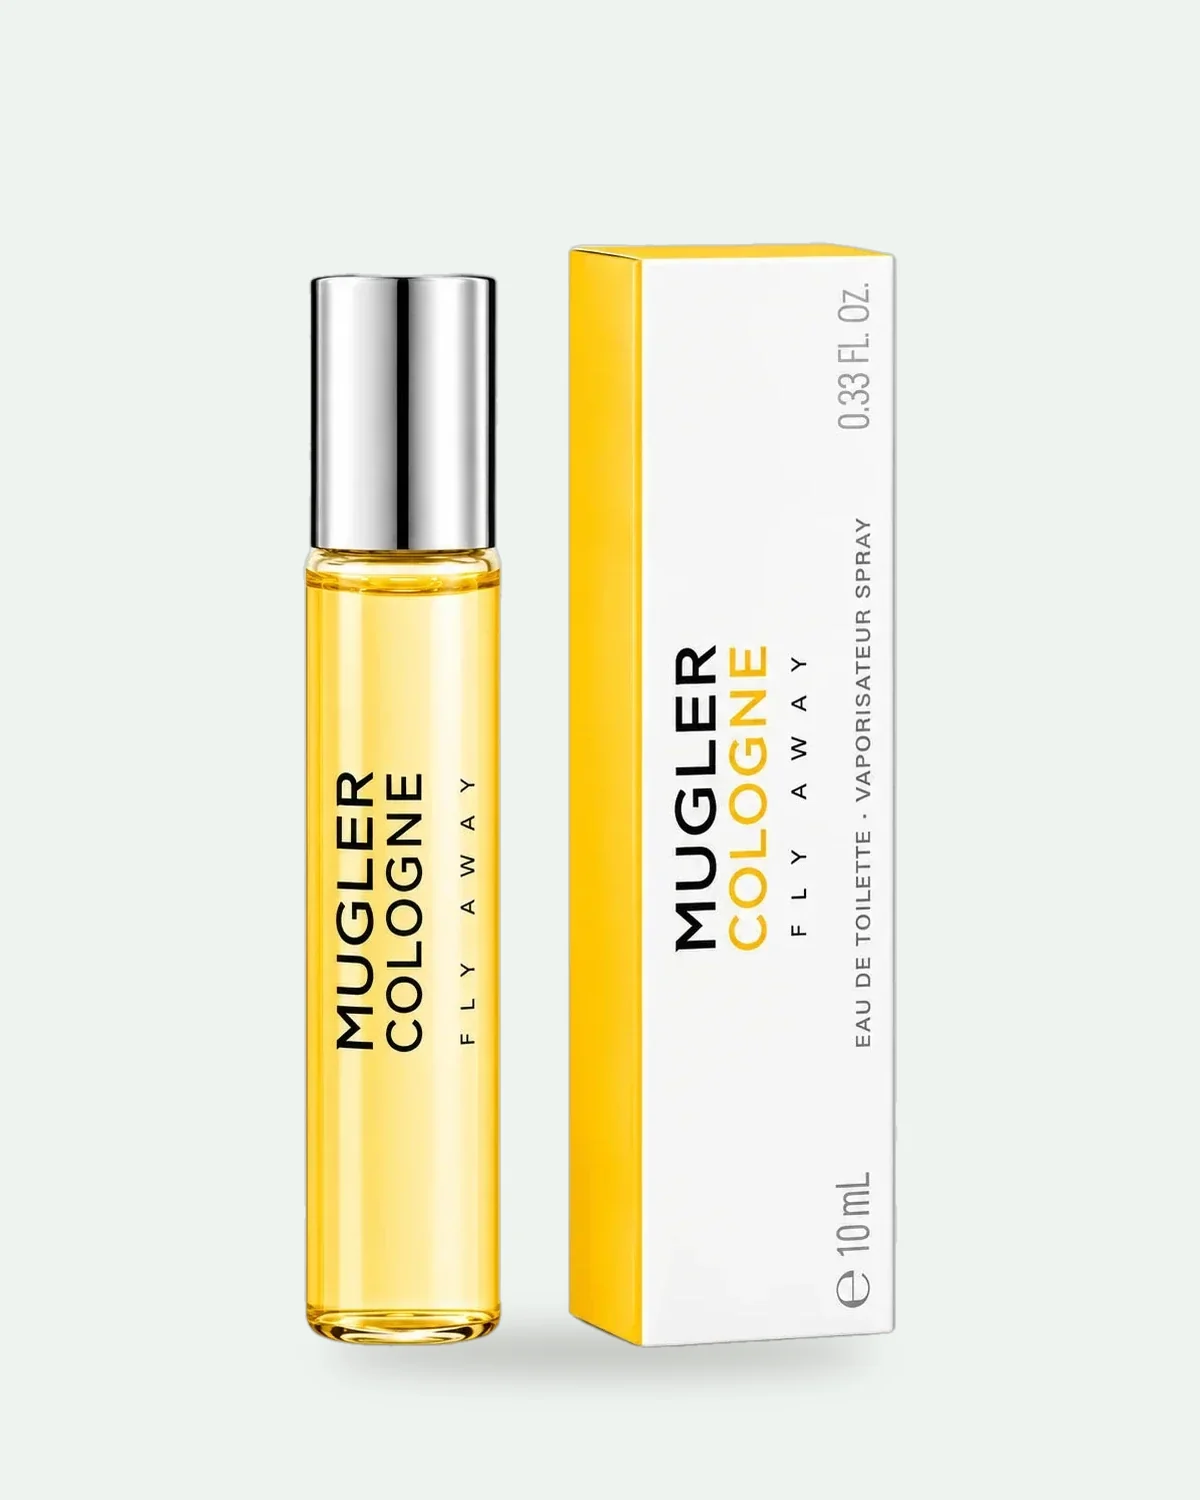 MUGLER
COLOGNE
FLY AWAY
MUGLER
COLOGNE
FLY AWAY
EAU DE TOILETTE · VAPORISATEUR SPRAY
℮ 10 mL
0.33 FL. OZ.